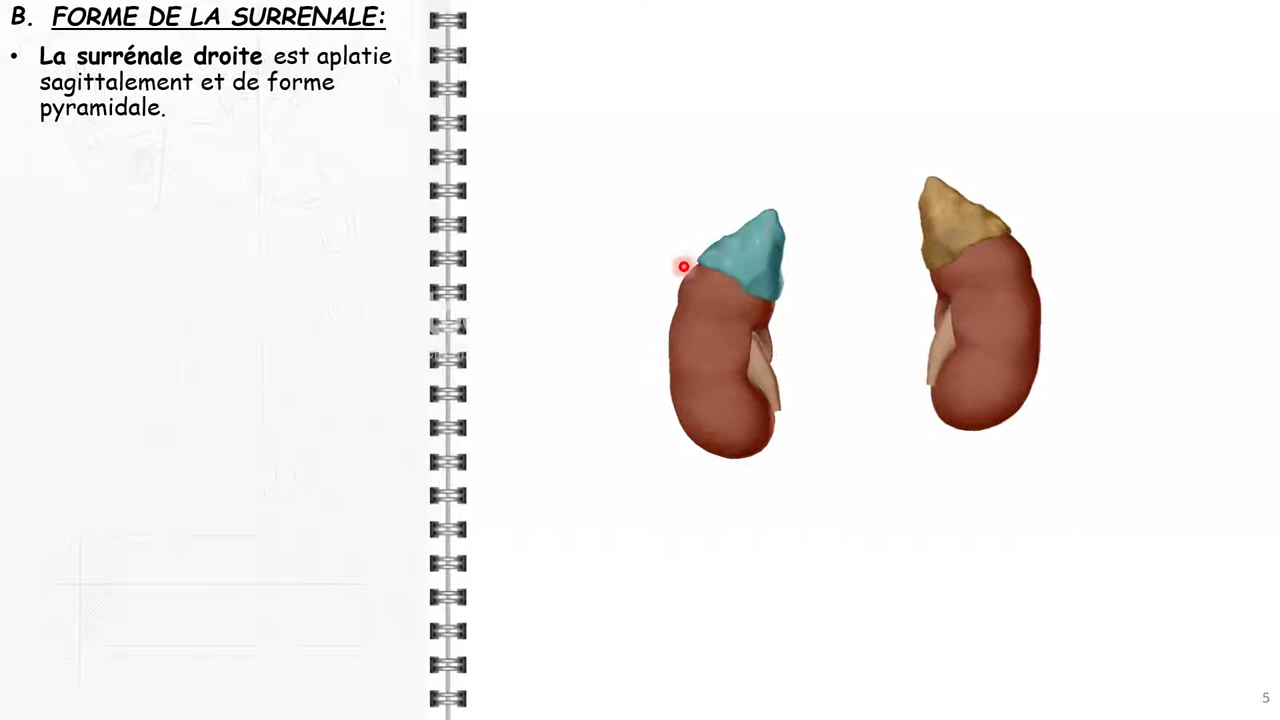 B. FORME DE LA SURRENALE:
• La surrénale droite est aplatie
sagittalement et de forme
pyramidale.
5